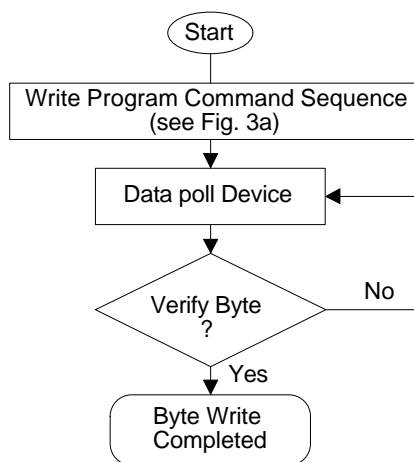 Start
Write Program Command Sequence
(see Fig. 3a)
Data poll Device
Verify Byte
?
No
Yes
Byte Write
Completed